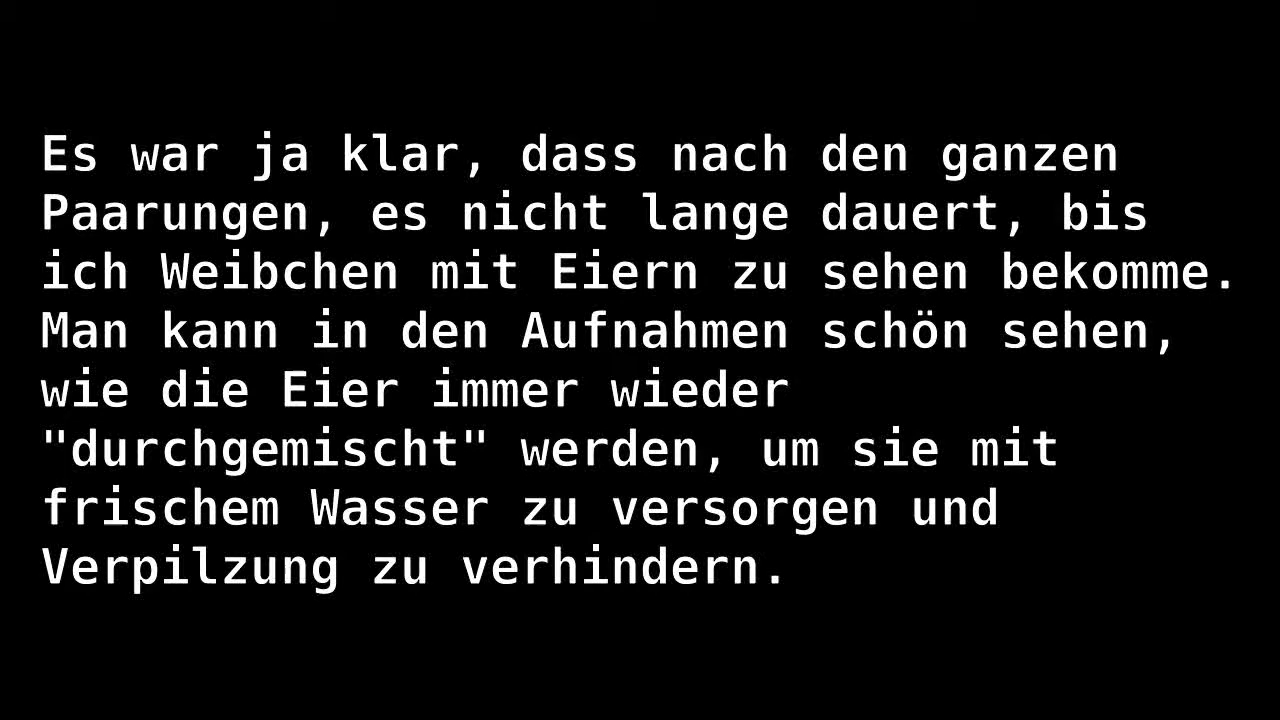 Es war ja klar, dass nach den ganzen
Paarungen, es nicht lange dauert, bis
ich Weibchen mit Eiern zu sehen bekomme.
Man kann in den Aufnahmen schön sehen,
wie die Eier immer wieder
"durchgemischt" werden, um sie mit
frischem Wasser zu versorgen und
Verpilzung zu verhindern.